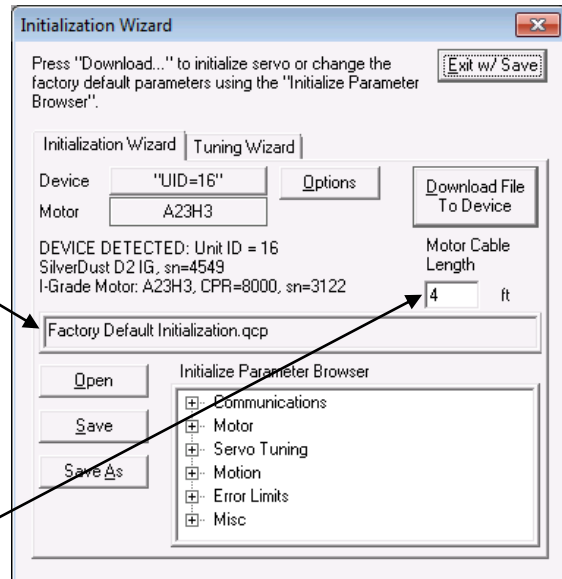 Initialization Wizard
Press "Download..." to initialize servo or change the
factory default parameters using the "Initialize Parameter
Browser".
Exit w/ Save
Initialization Wizard
Tuning Wizard
Device
"UID=16"
Options
Download File
To Device
Motor
A23H3
DEVICE DETECTED: Unit ID = 16
SilverDust D2 IG, sn=4549
I-Grade Motor: A23H3, CPR=8000, sn=3122
Motor Cable
Length
4 ft
Factory Default Initialization.qcp
Open
Save
Save As
Initialize Parameter Browser
Communications
Motor
Servo Tuning
Motion
Error Limits
Misc